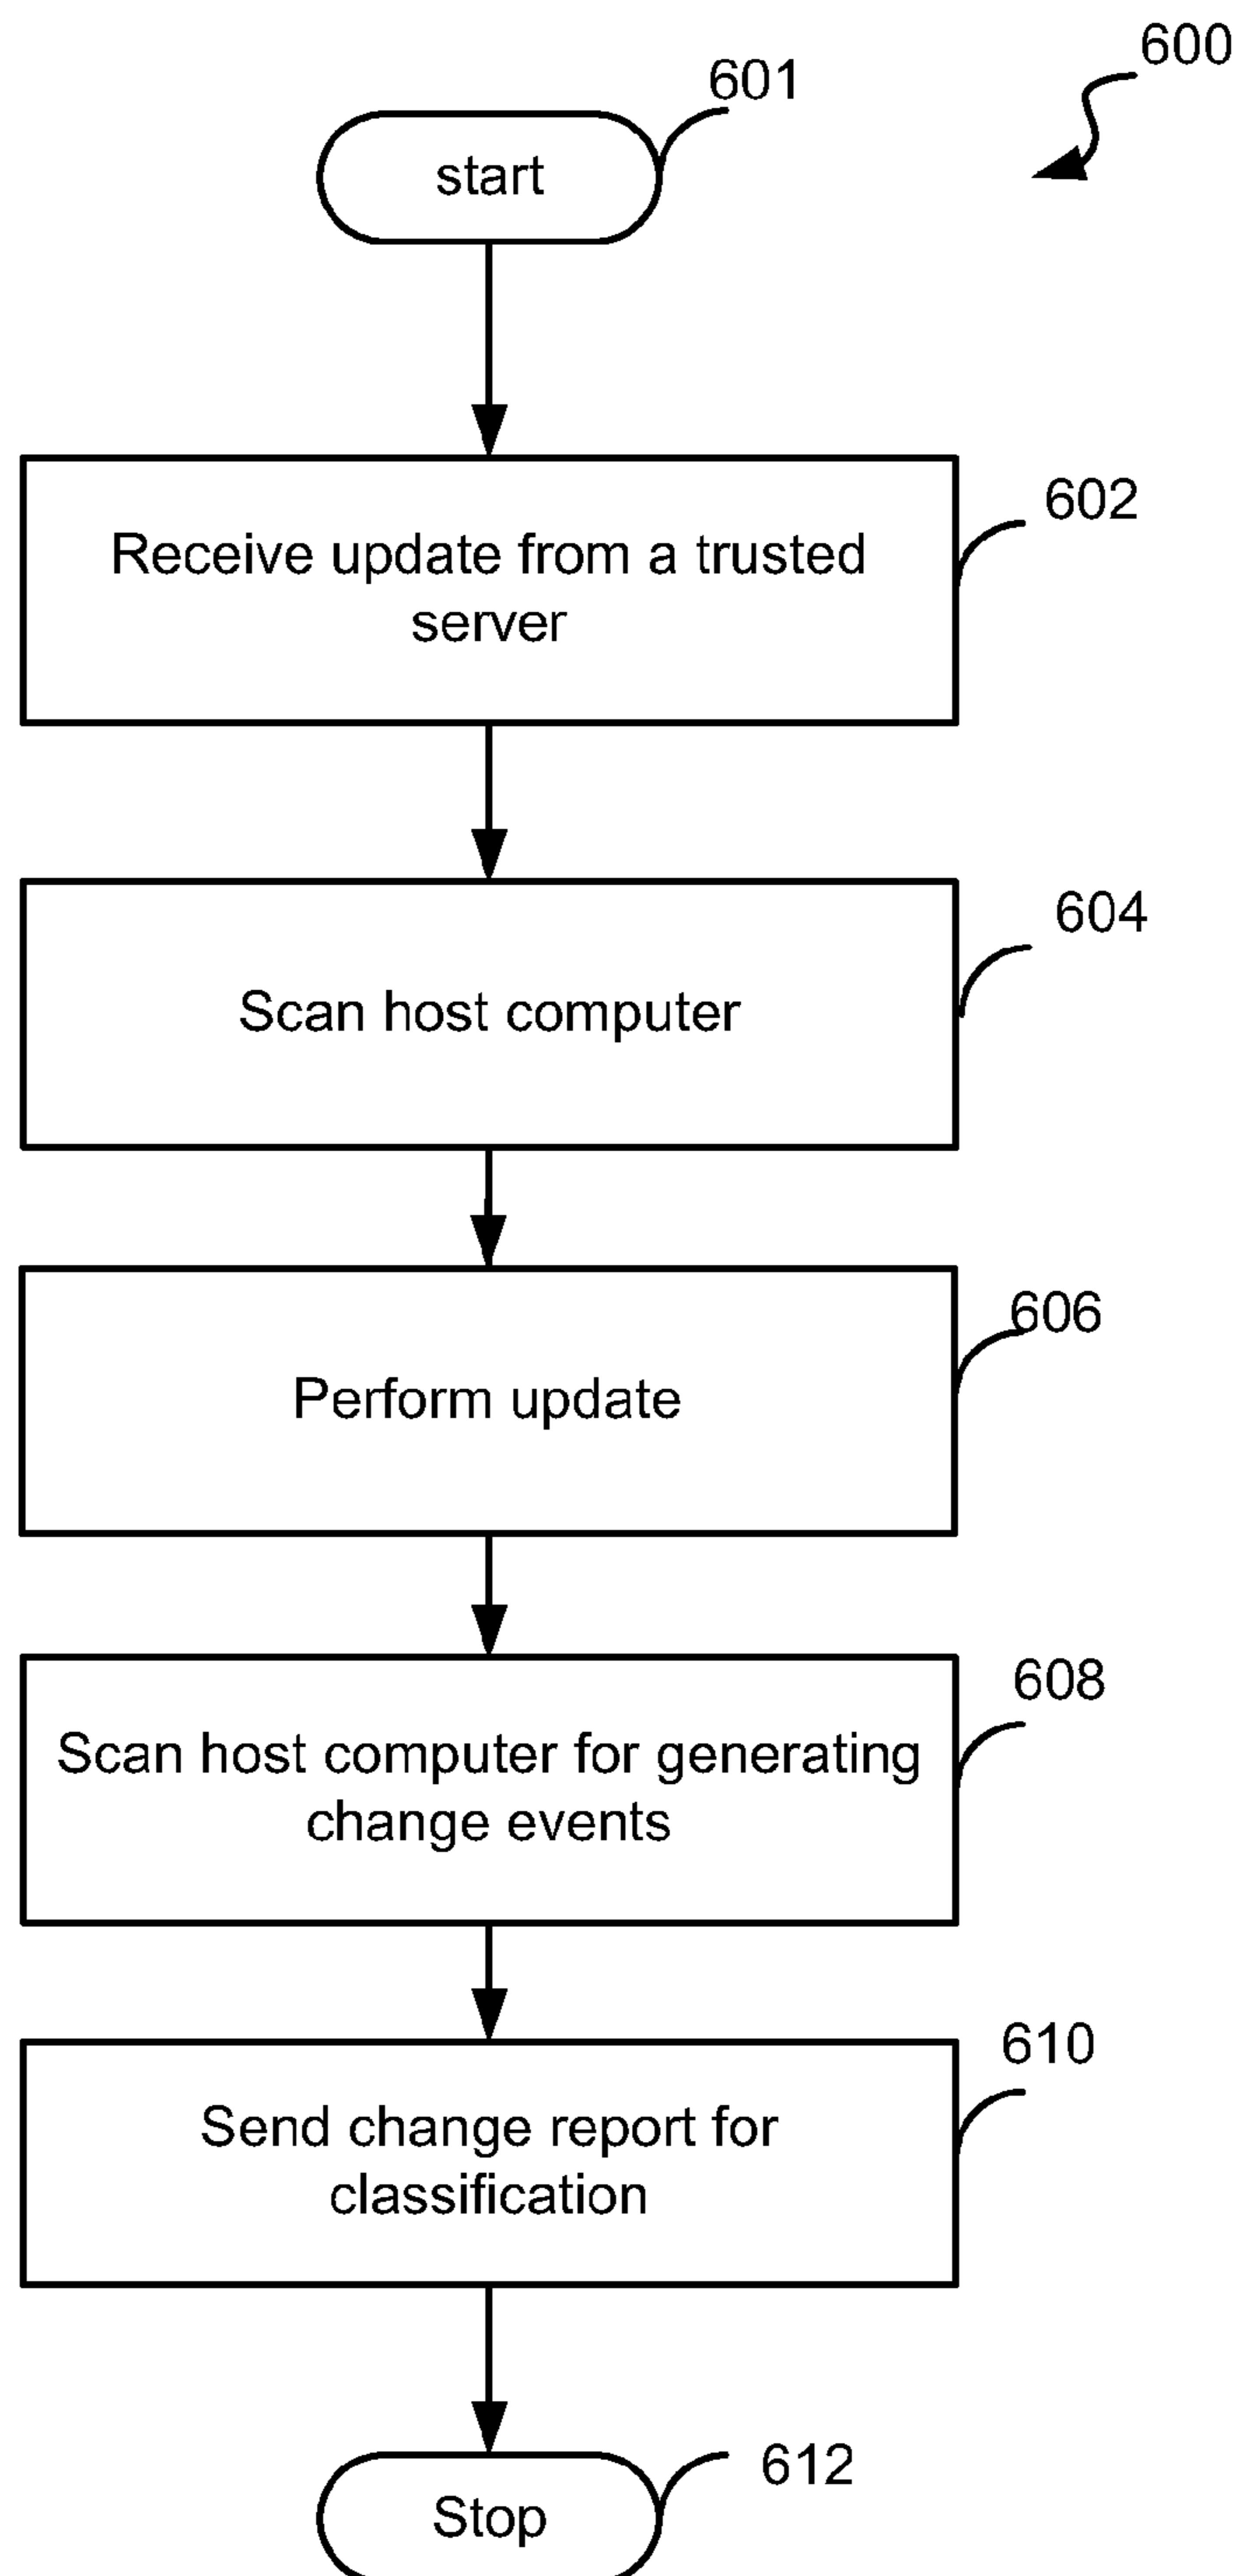 600
601
start
602
Receive update from a trusted
server
604
Scan host computer
606
Perform update
608
Scan host computer for generating
change events
610
Send change report for
classification
612
Stop